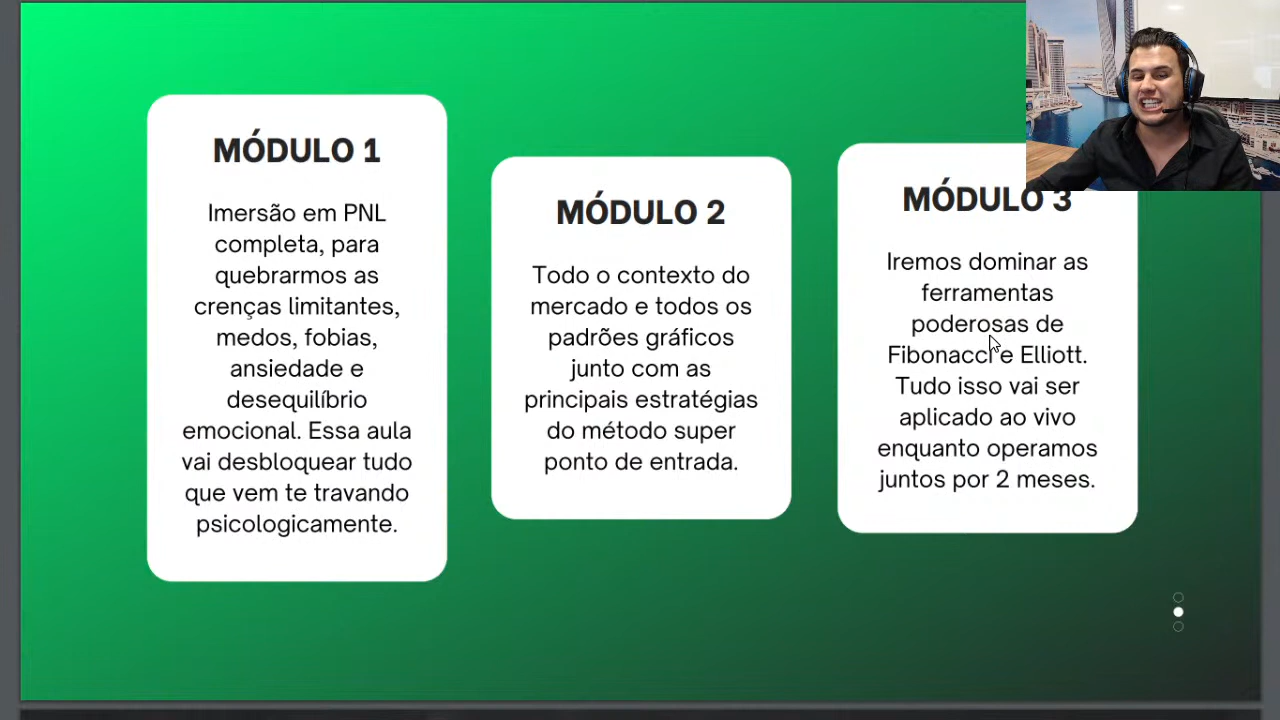 MÓDULO 1
Imersão em PNL
completa, para
quebrarmos as
crenças limitantes,
medos, fobias,
ansiedade e
desequilíbrio
emocional. Essa aula
vai desbloquear tudo
que vem te travando
psicologicamente.
MÓDULO 2
Todo o contexto do
mercado e todos os
padrões gráficos
junto com as
principais estratégias
do método super
ponto de entrada.
MÓDULO 3
Iremos dominar as
ferramentas
poderosas de
Fibonacci e Elliott.
Tudo isso vai ser
aplicado ao vivo
enquanto operamos
juntos por 2 meses.